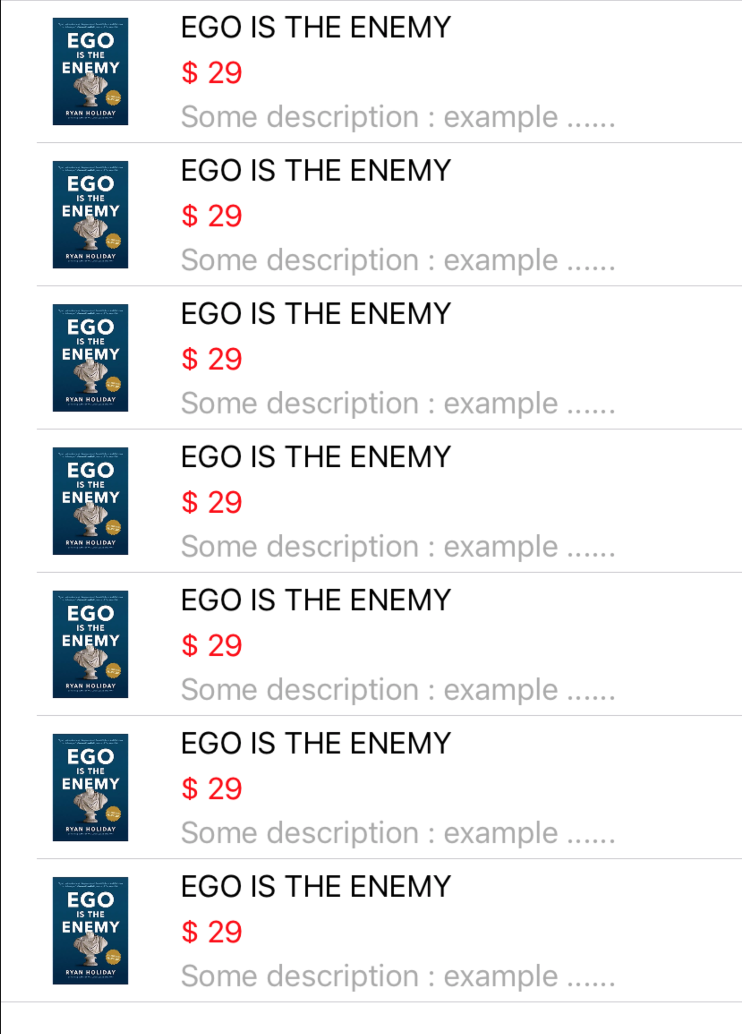 EGO
IS THE
ENEMY
RYAN HOLIDAY
EGO IS THE ENEMY
$ 29
Some description : example ......
EGO
IS THE
ENEMY
RYAN HOLIDAY
EGO IS THE ENEMY
$ 29
Some description : example ......
EGO
IS THE
ENEMY
RYAN HOLIDAY
EGO IS THE ENEMY
$ 29
Some description : example ......
EGO
IS THE
ENEMY
RYAN HOLIDAY
EGO IS THE ENEMY
$ 29
Some description : example ......
EGO
IS THE
ENEMY
RYAN HOLIDAY
EGO IS THE ENEMY
$ 29
Some description : example ......
EGO
IS THE
ENEMY
RYAN HOLIDAY
EGO IS THE ENEMY
$ 29
Some description : example ......
EGO
IS THE
ENEMY
RYAN HOLIDAY
EGO IS THE ENEMY
$ 29
Some description : example ......